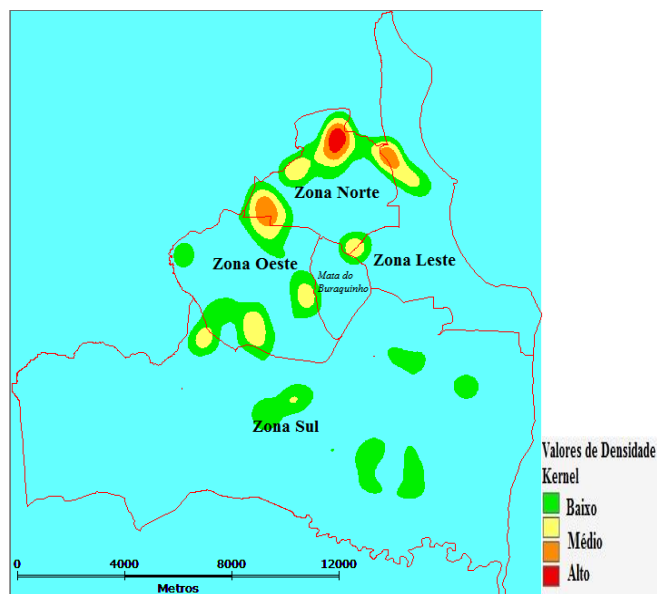 Zona Norte
Zona Oeste
Zona Leste
Mata do
Buraquinho
Zona Sul
0 4000 8000 12000
Metros
Valores de Densidade
Kernel
Baixo
Médio
Alto